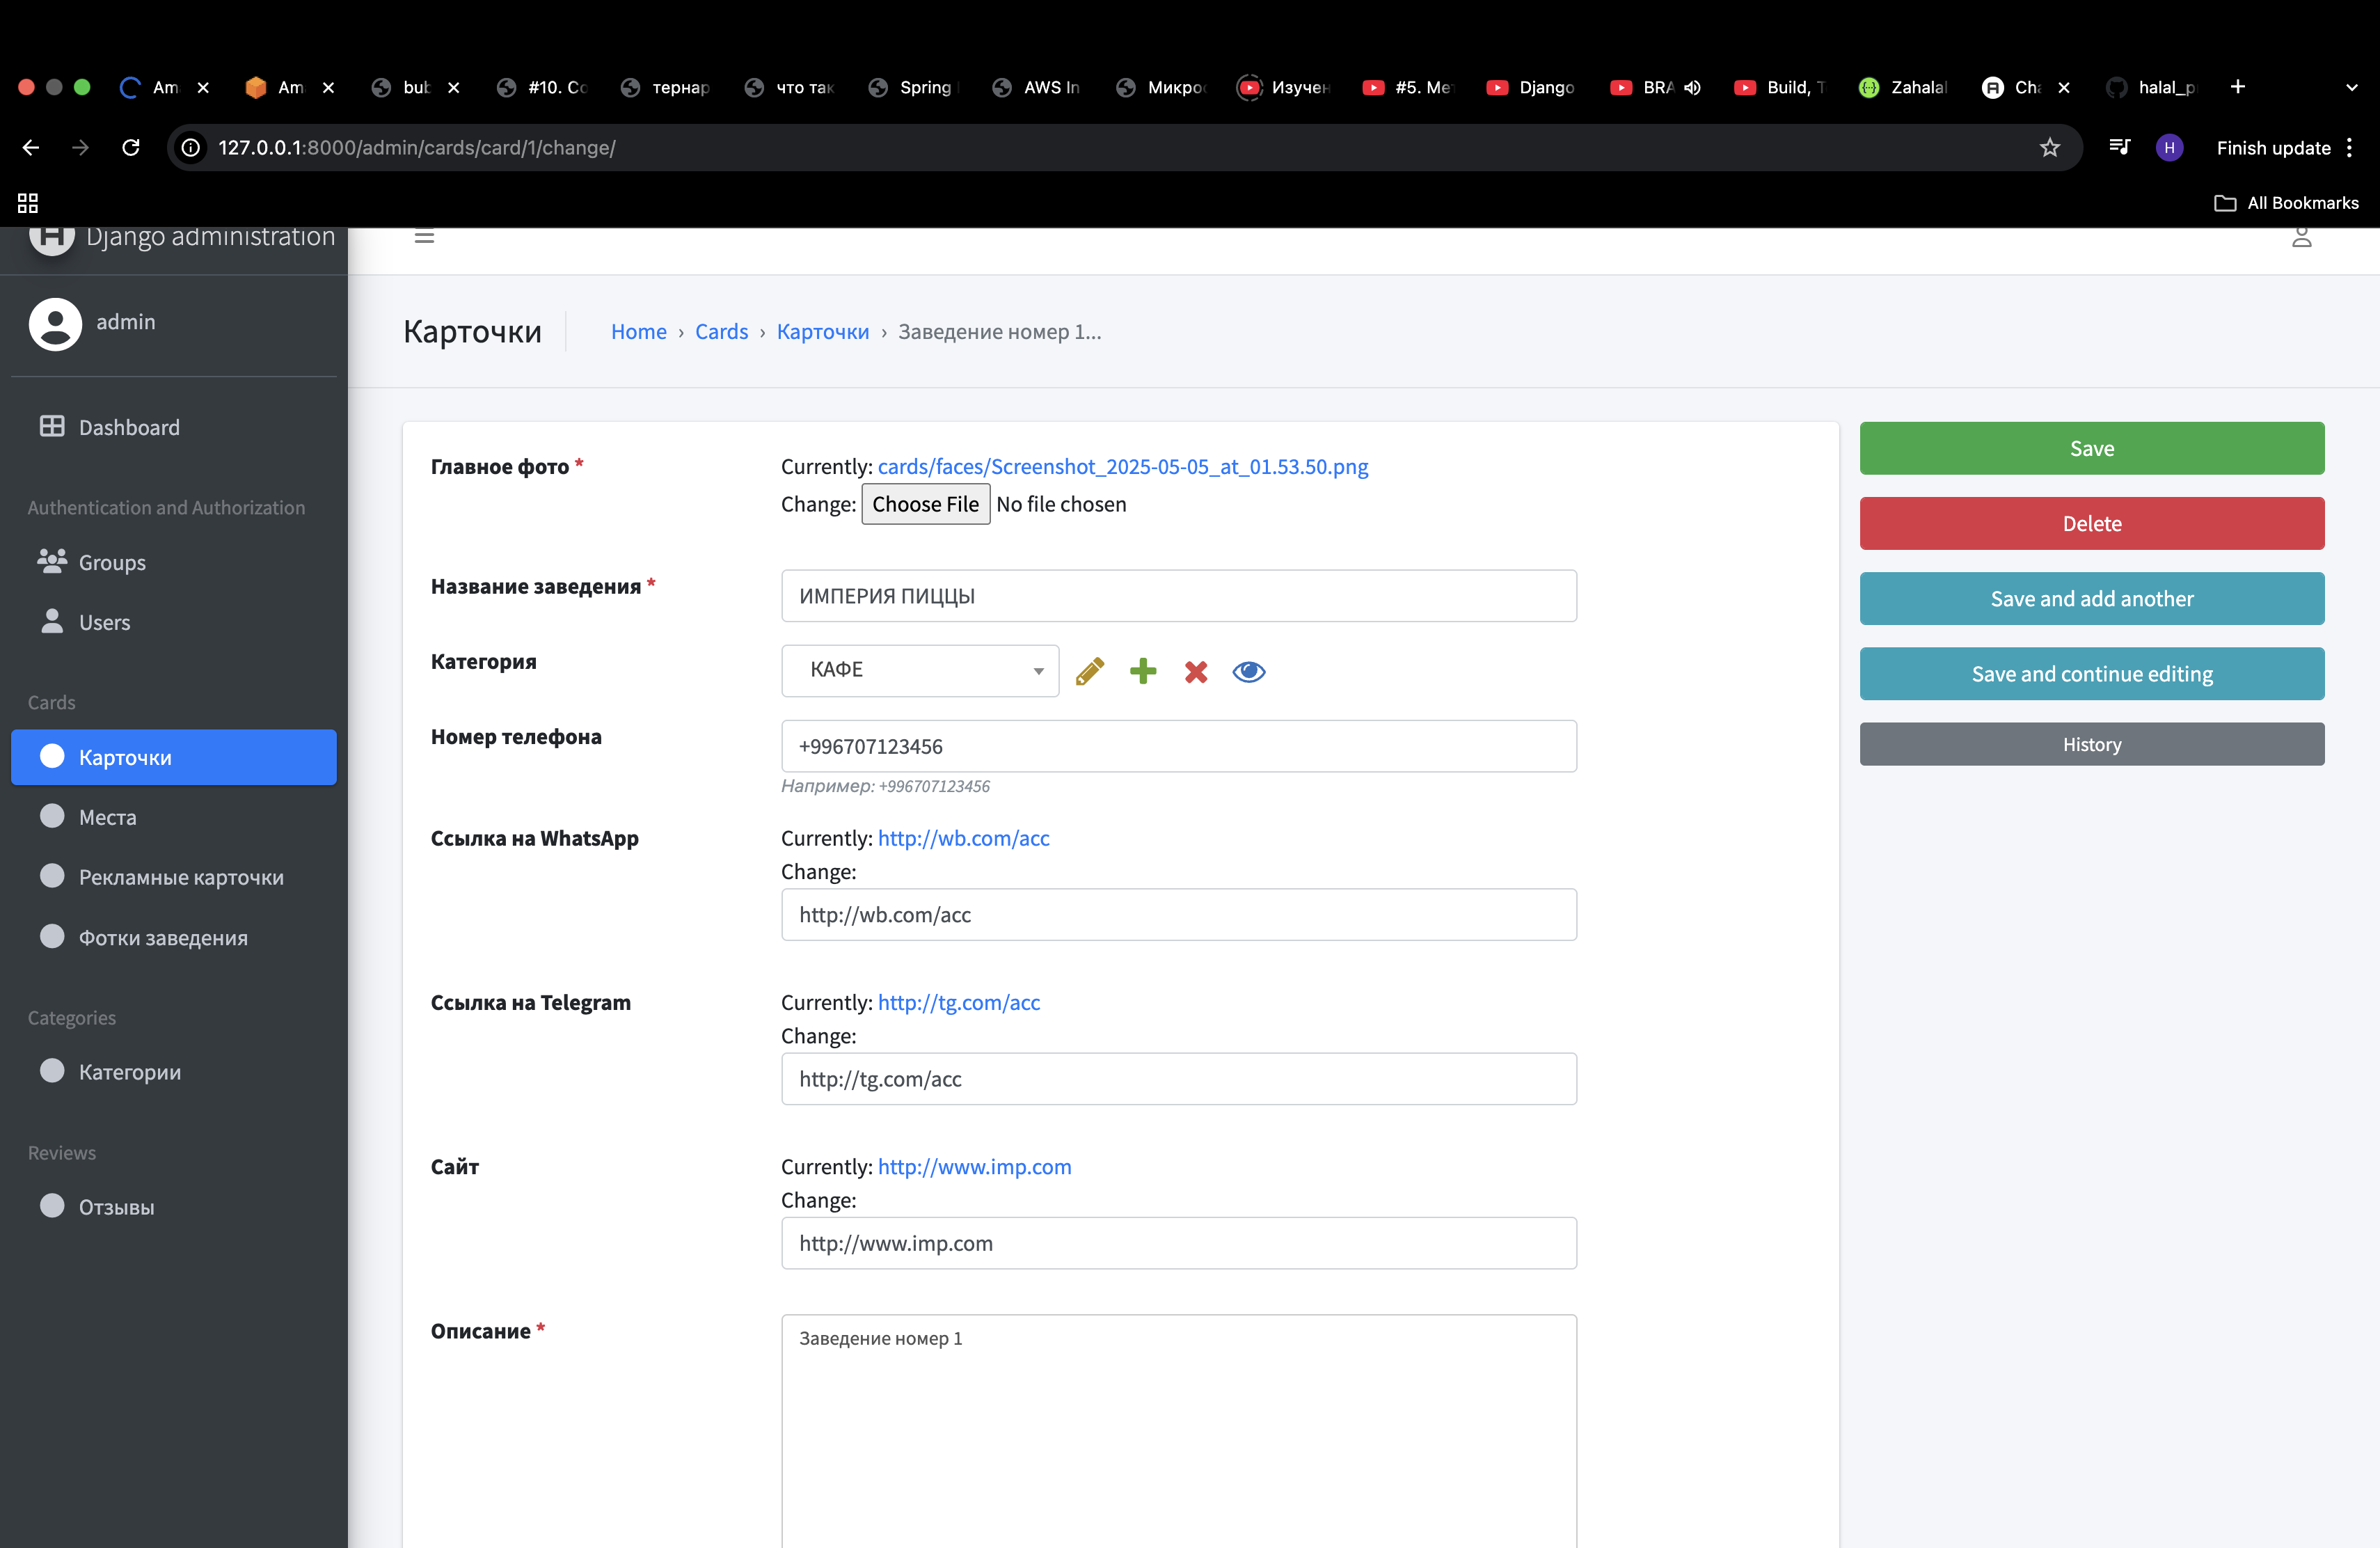 Am
Am
bub
#10. Co
тернар
что так
Spring
AWS In
Микрос
Изучен
#5. Мет
Django
BRA
Build, T
Zahalal
Cha
halal_p
127.0.0.1:8000/admin/cards/card/1/change/
H
Finish update
All Bookmarks
Django administration
admin
Dashboard
Authentication and Authorization
Groups
Users
Cards
Карточки
Места
Рекламные карточки
Фотки заведения
Categories
Категории
Reviews
Отзывы
Карточки
Home › Cards › Карточки › Заведение номер 1...
Главное фото *
Currently: cards/faces/Screenshot_2025-05-05_at_01.53.50.png
Change: Choose File No file chosen
Название заведения *
ИМПЕРИЯ ПИЦЦЫ
Категория
КАФЕ
Номер телефона
+996707123456
Например: +996707123456
Ссылка на WhatsApp
Currently: http://wb.com/acc
Change:
http://wb.com/acc
Ссылка на Telegram
Currently: http://tg.com/acc
Change:
http://tg.com/acc
Сайт
Currently: http://www.imp.com
Change:
http://www.imp.com
Описание *
Заведение номер 1
Save
Delete
Save and add another
Save and continue editing
History